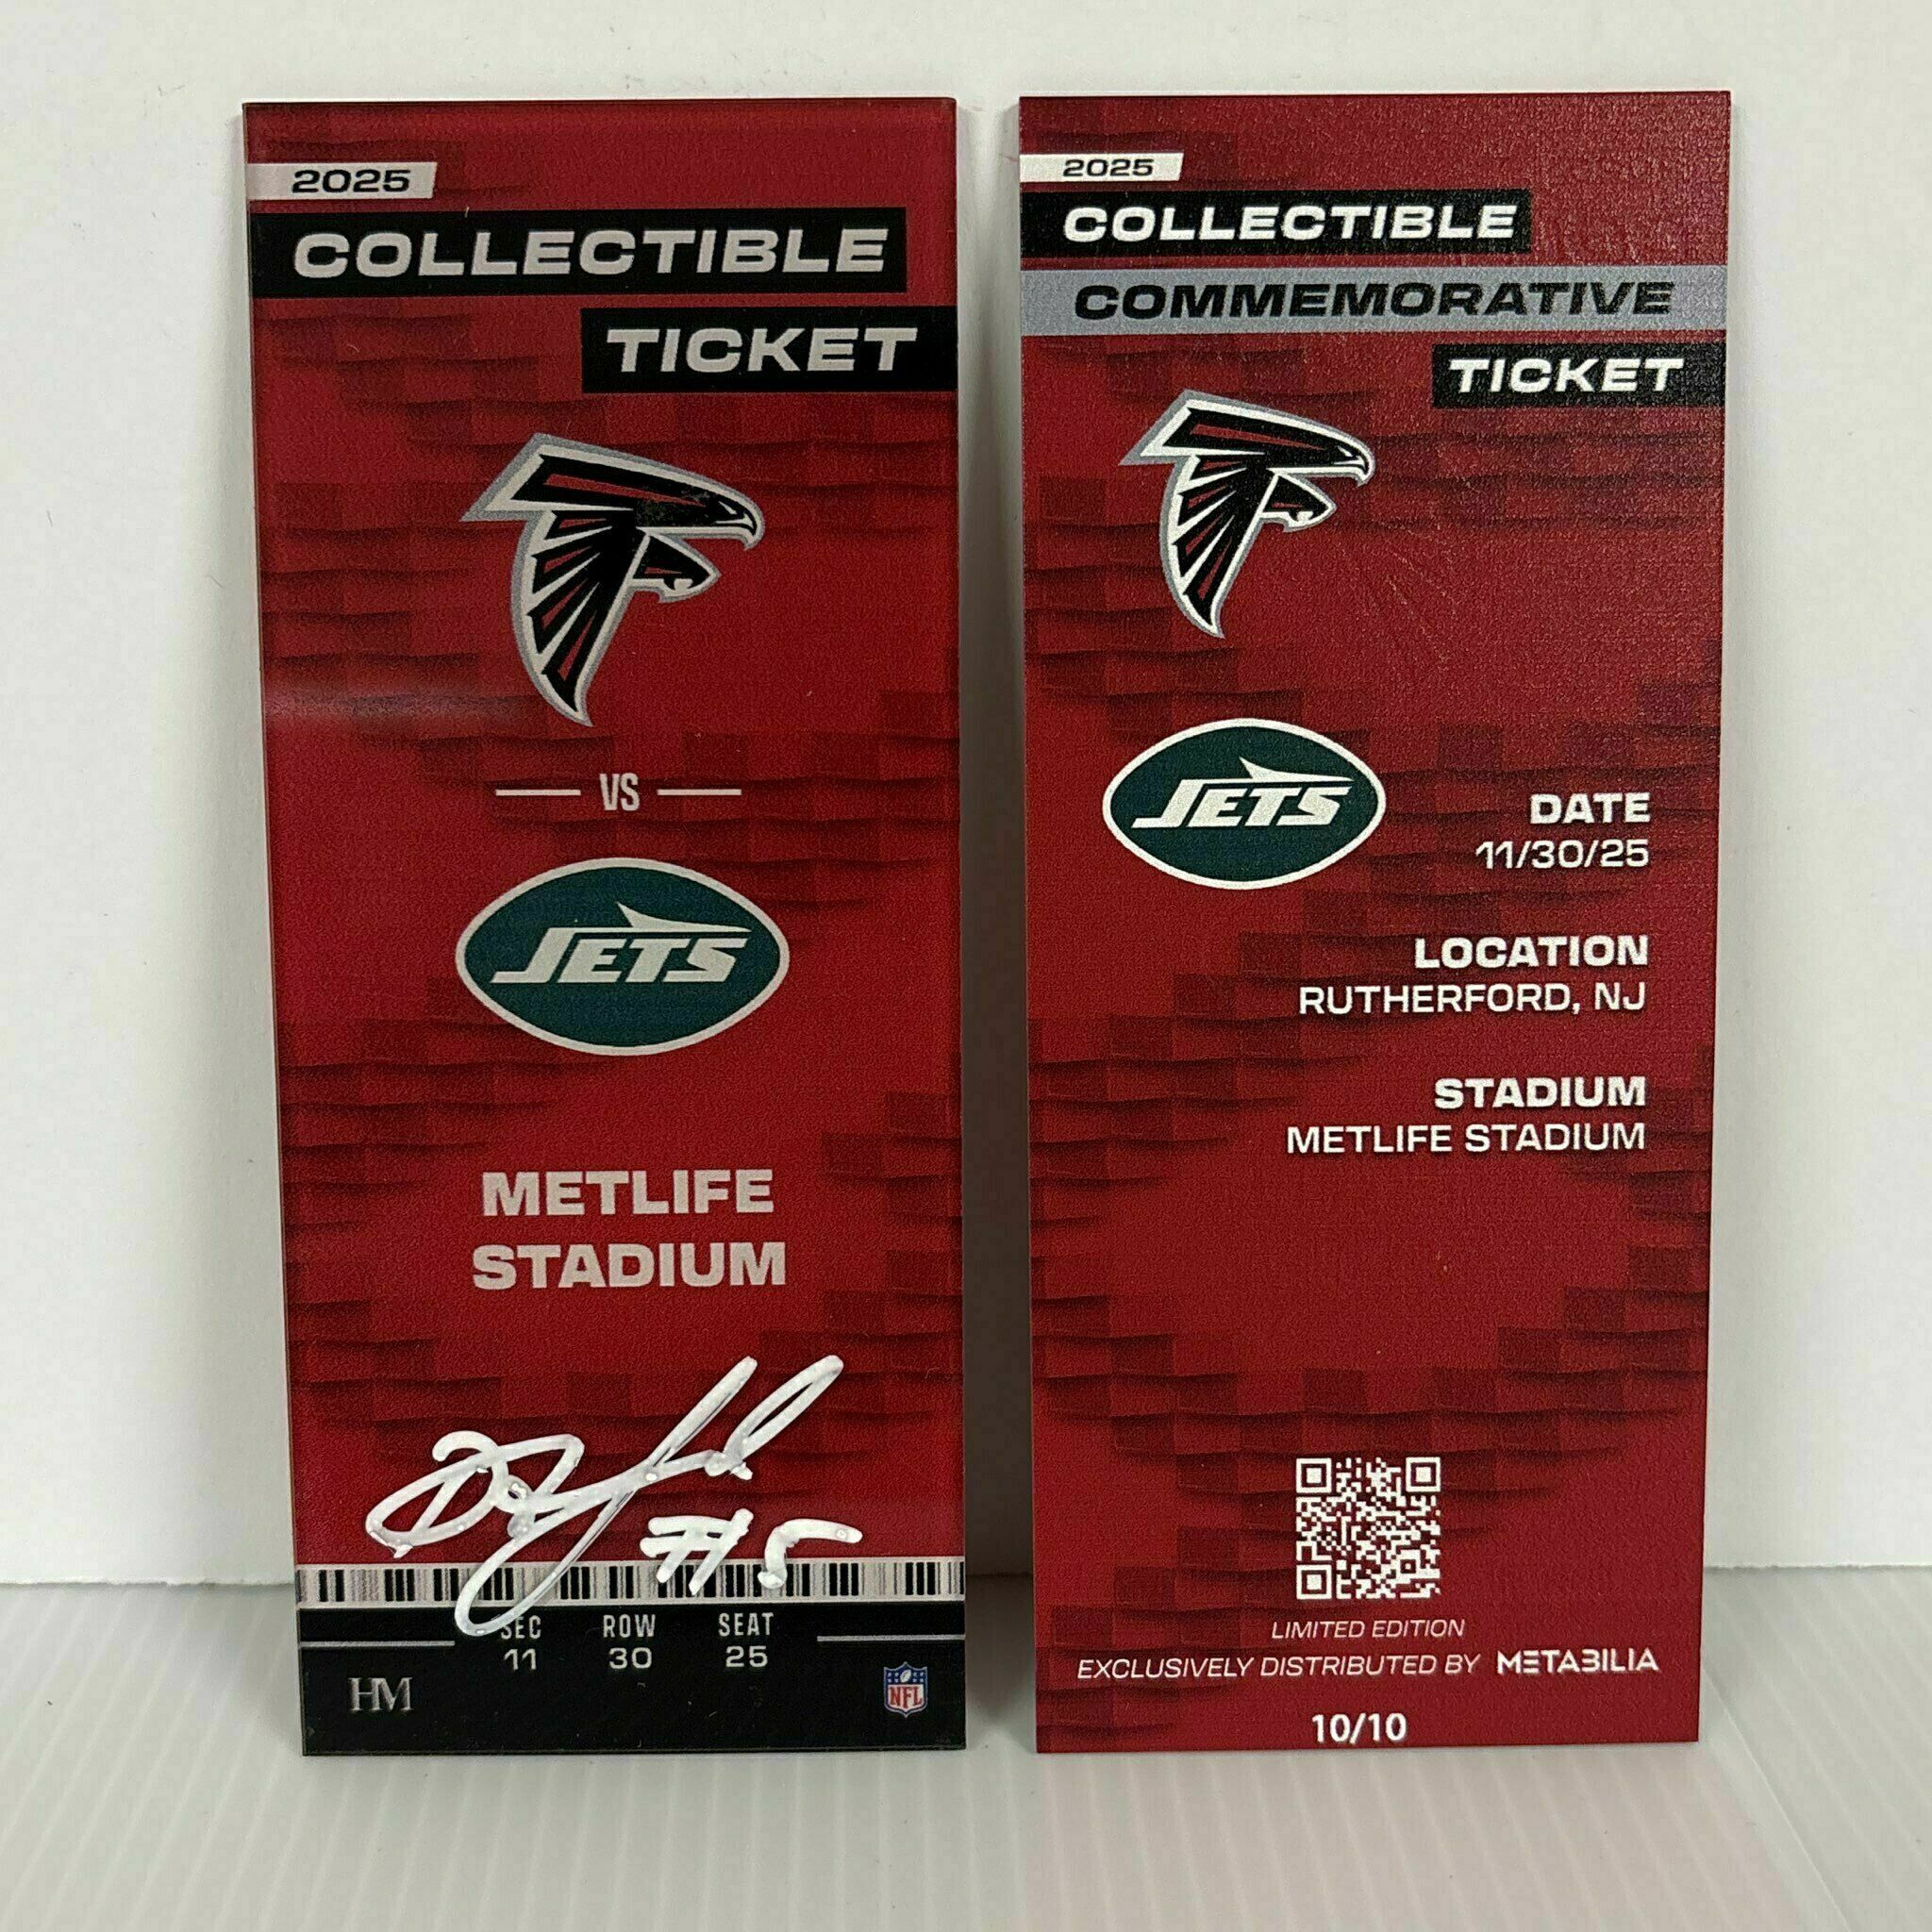 2025
COLLECTIBLE
TICKET
VS
JETS
METLIFE
STADIUM
#15
SEC ROW SEAT
11 30 25
HM
NFL
2025
COLLECTIBLE
COMMEMORATIVE
TICKET
JETS
DATE
11/30/25
LOCATION
RUTHERFORD, NJ
STADIUM
METLIFE STADIUM
LIMITED EDITION
EXCLUSIVELY DISTRIBUTED BY METABILIA
10/10